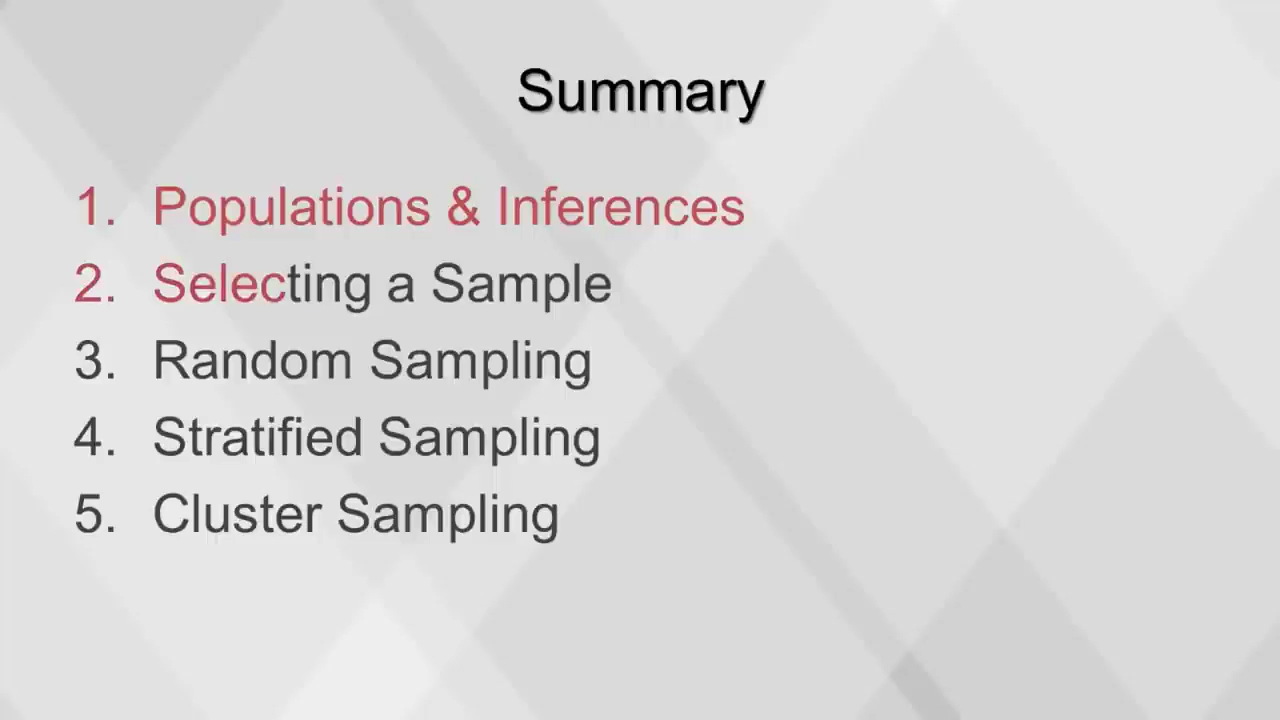 Summary
1. Populations & Inferences
2. Selecting a Sample
3. Random Sampling
4. Stratified Sampling
5. Cluster Sampling